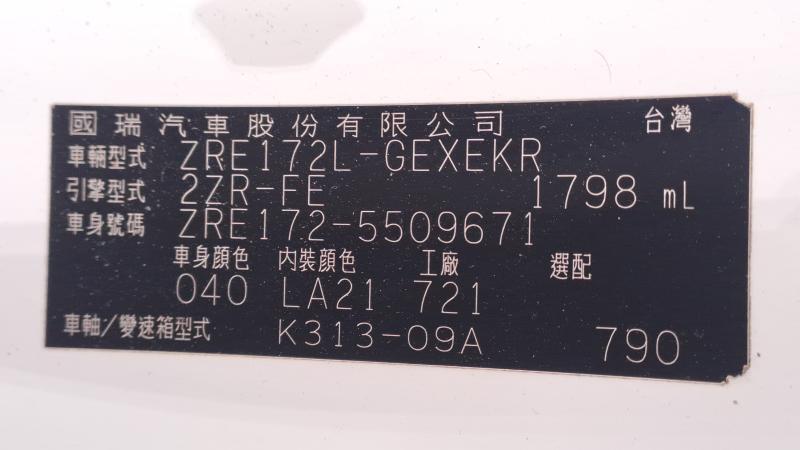 國瑞汽車股份有限公司 台灣
車輛型式 ZRE172L-GEXEKR
引擎型式 2ZR-FE 1798 mL
車身號碼 ZRE172-5509671
車身顏色 內裝顏色 工廠 選配
040 LA21 721
車軸/變速箱型式 K313-09A 790